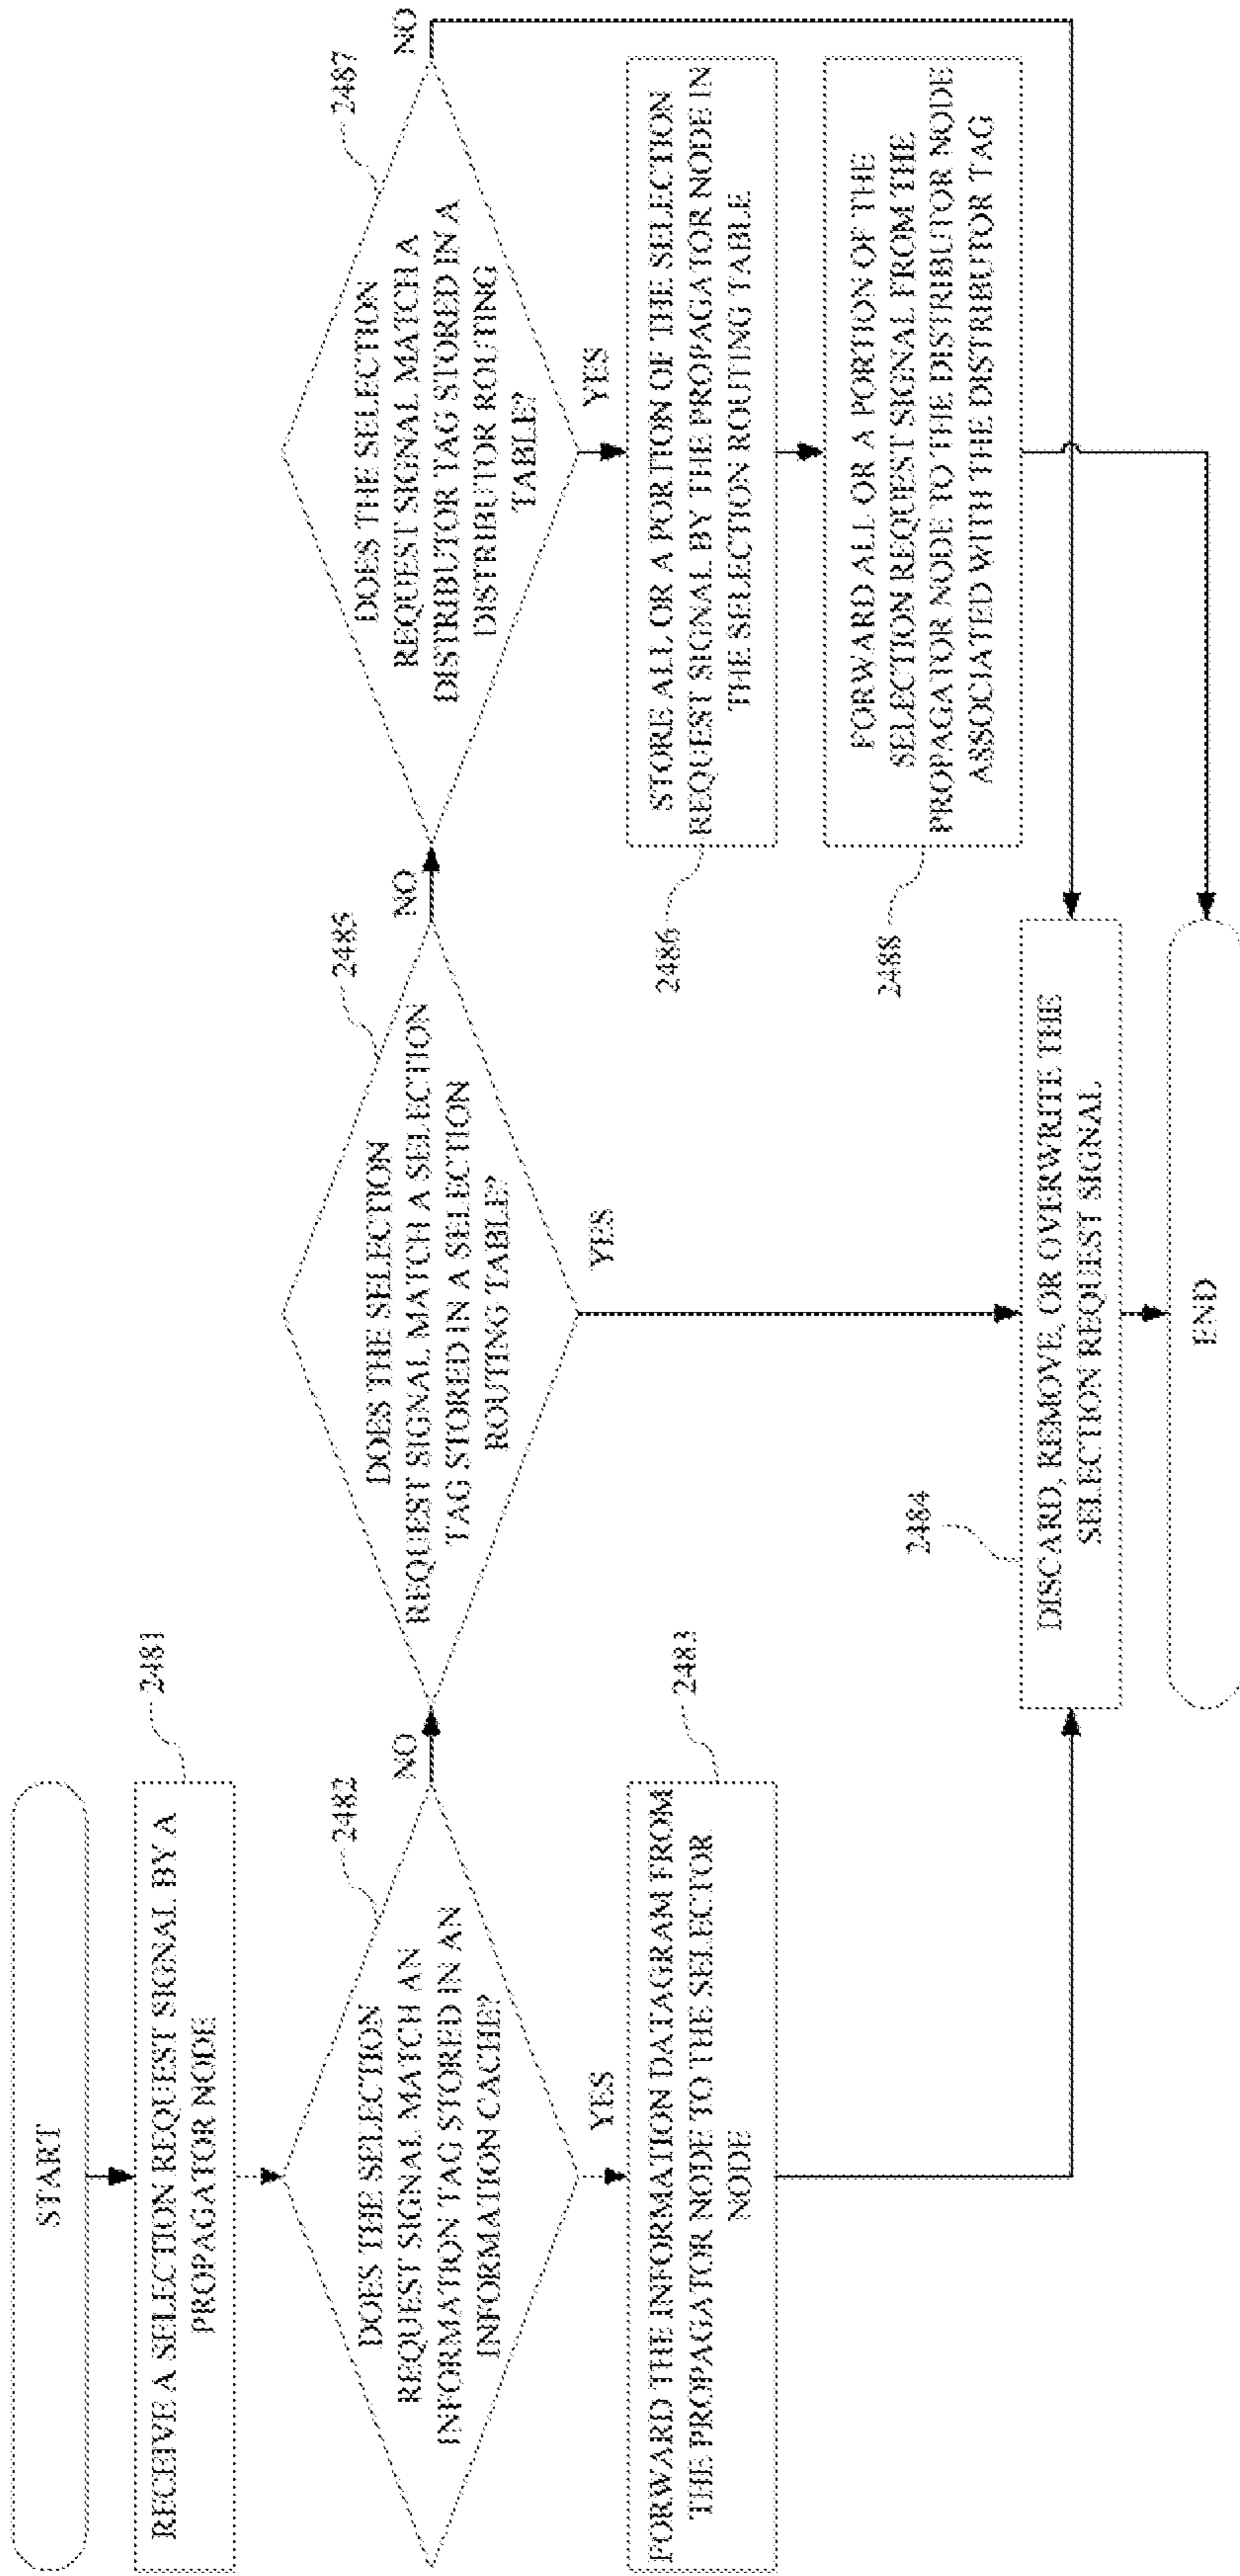 START
RECEIVE A SELECTION REQUEST SIGNAL BY A
PROPAGATOR NODE
2481
DOES THE SELECTION
REQUEST SIGNAL MATCH AN
INFORMATION TAG STORED IN AN
INFORMATION CACHE?
2482
NO
YES
FORWARD THE INFORMATION DATAGRAM FROM
THE PROPAGATOR NODE TO THE SELECTOR
NODE
2483
DOES THE SELECTION
REQUEST SIGNAL MATCH A SELECTION
TAG STORED IN A SELECTION
ROUTING TABLE?
2485
NO
YES
2484
DISCARD, REMOVE, OR OVERWRITE THE
SELECTION REQUEST SIGNAL
END
DOES THE SELECTION
REQUEST SIGNAL MATCH A
DISTRIBUTOR TAG STORED IN A
DISTRIBUTOR ROUTING
TABLE?
2487
NO
YES
STORE ALL OR A PORTION OF THE SELECTION
REQUEST SIGNAL BY THE PROPAGATOR NODE IN
THE SELECTION ROUTING TABLE
2486
FORWARD ALL OR A PORTION OF THE
SELECTION REQUEST SIGNAL FROM THE
PROPAGATOR NODE TO THE DISTRIBUTOR NODE
ASSOCIATED WITH THE DISTRIBUTOR TAG
2488